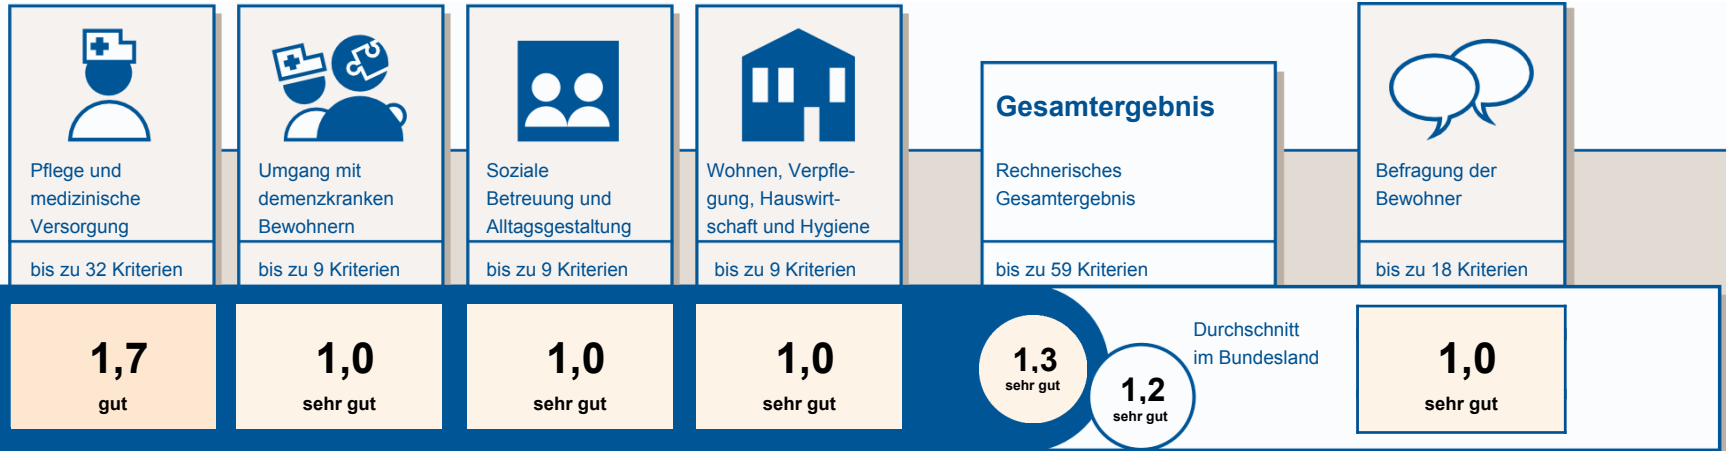 Pflege und
medizinische
Versorgung
bis zu 32 Kriterien
1,7
gut
Umgang mit
demenzkranken
Bewohnern
bis zu 9 Kriterien
1,0
sehr gut
Soziale
Betreuung und
Alltagsgestaltung
bis zu 9 Kriterien
1,0
sehr gut
Wohnen, Verpfle-
gung, Hauswirt-
schaft und Hygiene
bis zu 9 Kriterien
1,0
sehr gut
Gesamtergebnis
Rechnerisches
Gesamtergebnis
bis zu 59 Kriterien
1,3
sehr gut
1,2
sehr gut
Durchschnitt
im Bundesland
Befragung der
Bewohner
bis zu 18 Kriterien
1,0
sehr gut